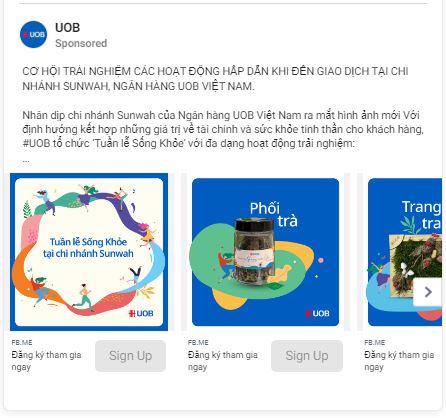 UOB
UOB
Sponsored
CƠ HỘI TRẢI NGHIỆM CÁC HOẠT ĐỘNG HẤP DẪN KHI ĐẾN GIAO DỊCH TẠI CHI
NHÁNH SUNWAH, NGÂN HÀNG UOB VIỆT NAM.
Nhân dịp chi nhánh Sunwah của Ngân hàng UOB Việt Nam ra mắt hình ảnh mới Với
định hướng kết hợp những giá trị về tài chính và sức khỏe tinh thần cho khách hàng,
#UOB tổ chức 'Tuần lễ Sống Khỏe' với đa dạng hoạt động trải nghiệm:
...
Tuần lễ Sống Khỏe
tại chi nhánh Sunwah
UOB
Phối
trà
UOB
Trang
tra
FB.ME
Đăng ký tham gia
ngay
Sign Up
FB.ME
Đăng ký tham gia
ngay
Sign Up
FB.ME
Đăng ký tham gia
ngay